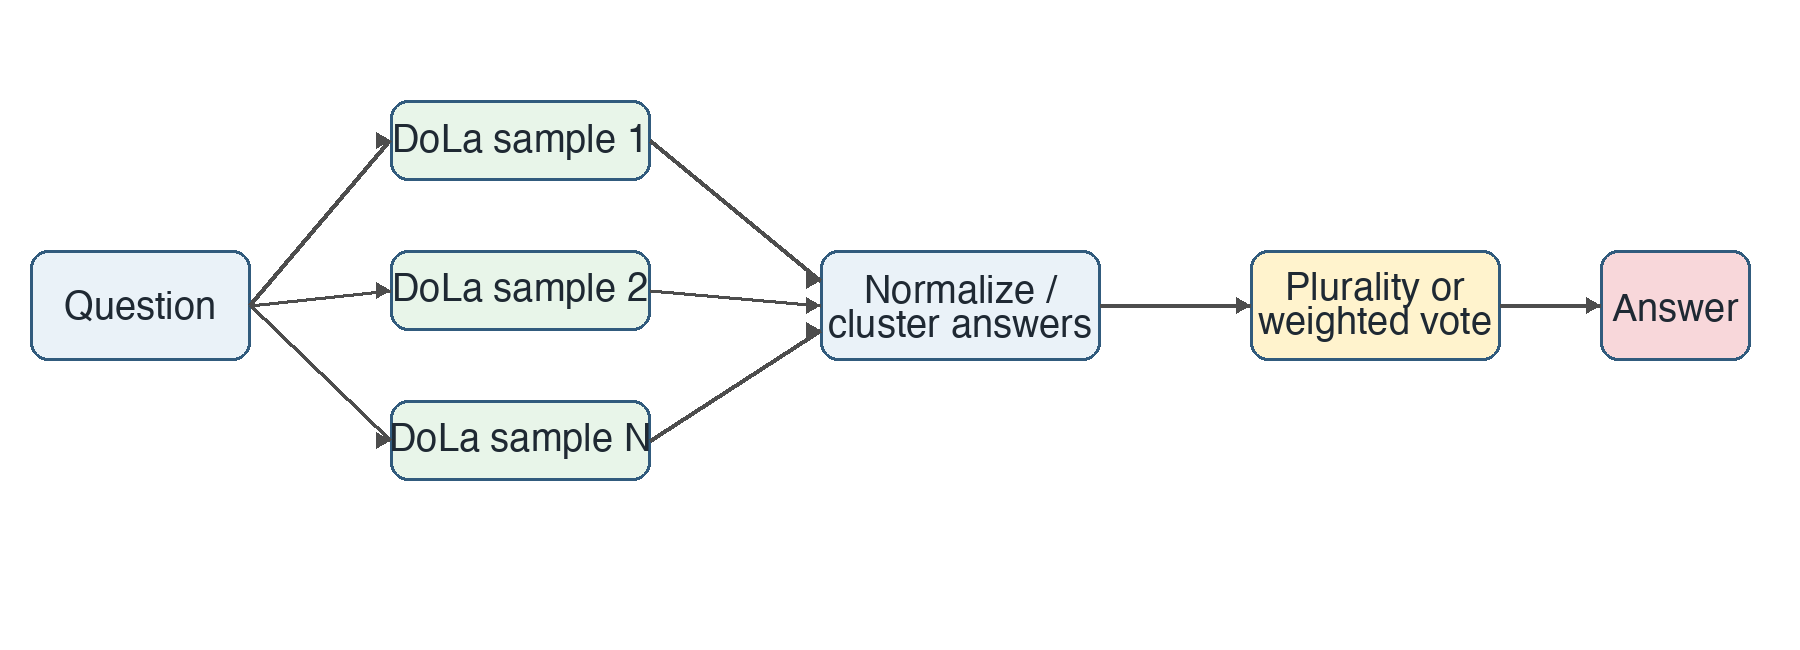 Question
DoLa sample 1
DoLa sample 2
DoLa sample N
Normalize /
cluster answers
Plurality or
weighted vote
Answer